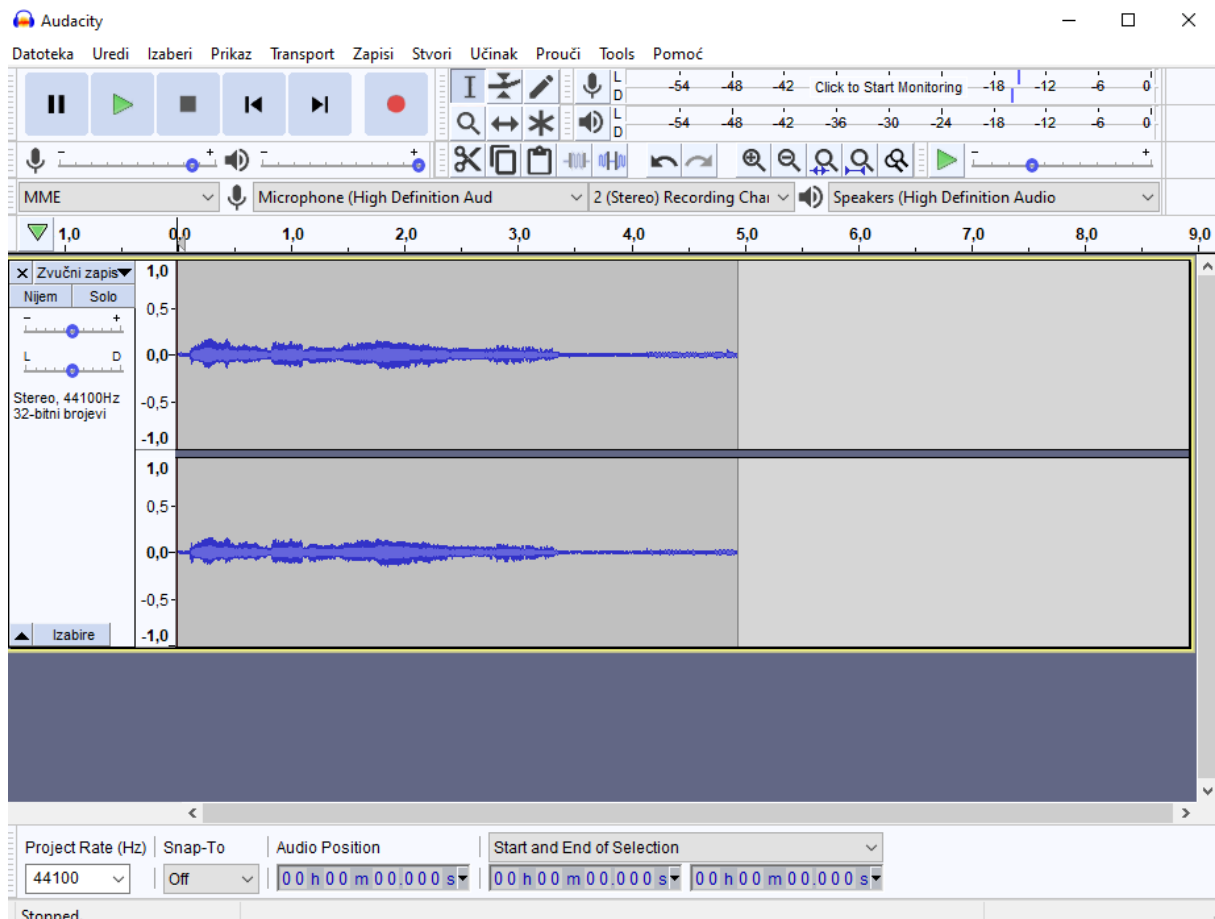 Audacity
Datoteka Uredi Izaberi Prikaz Transport Zapisi Stvori Učinak Prouči Tools Pomoć
L
D
-54 -48 -42 Click to Start Monitoring -18 -12 -6 0
L
D
-54 -48 -42 -36 -30 -24 -18 -12 -6 0
- + - + - +
MME Microphone (High Definition Aud 2 (Stereo) Recording Chai Speakers (High Definition Audio
1,0 0,0 1,0 2,0 3,0 4,0 5,0 6,0 7,0 8,0 9,0
X Zvučni zapis 1,0
Nijem Solo
0,5
- +
0,0
L D
Stereo, 44100Hz
32-bitni brojevi
-0,5
-1,0
1,0
0,5
0,0
-0,5
Izabire -1,0
Project Rate (Hz) Snap-To Audio Position Start and End of Selection
44100 Off 00 h 00 m 00.000 s 00 h 00 m 00.000 s 00 h 00 m 00.000 s
Stopped